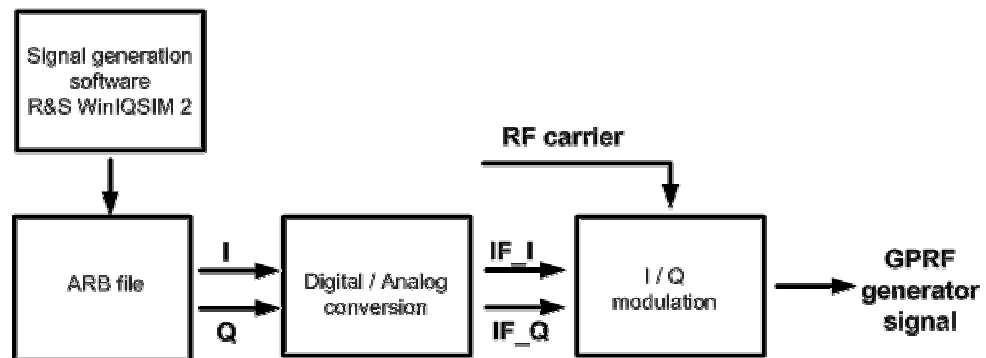 Signal generation
software
R&S WinIQSIM 2
RF carrier
ARB file
I
Q
Digital / Analog
conversion
IF_I
IF_Q
I / Q
modulation
GPRF
generator
signal